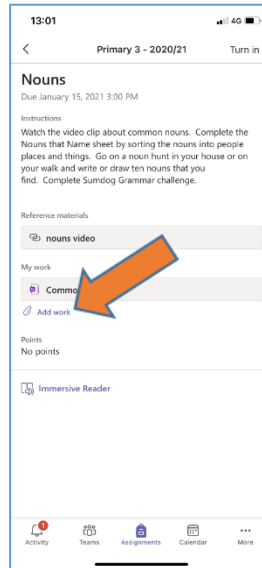 13:01
4G
Primary 3 - 2020/21
Turn in
Nouns
Due January 15, 2021 3:00 PM
Instructions
Watch the video clip about common nouns. Complete the
Nouns that Name sheet by sorting the nouns into people
places and things. Go on a noun hunt in your house or on
your walk and write or draw ten nouns that you
find. Complete Sumdog Grammar challenge.
Reference materials
nouns video
My work
Add work
Points
No points
Immersive Reader
1
Activity
Teams
Assignments
Calendar
More